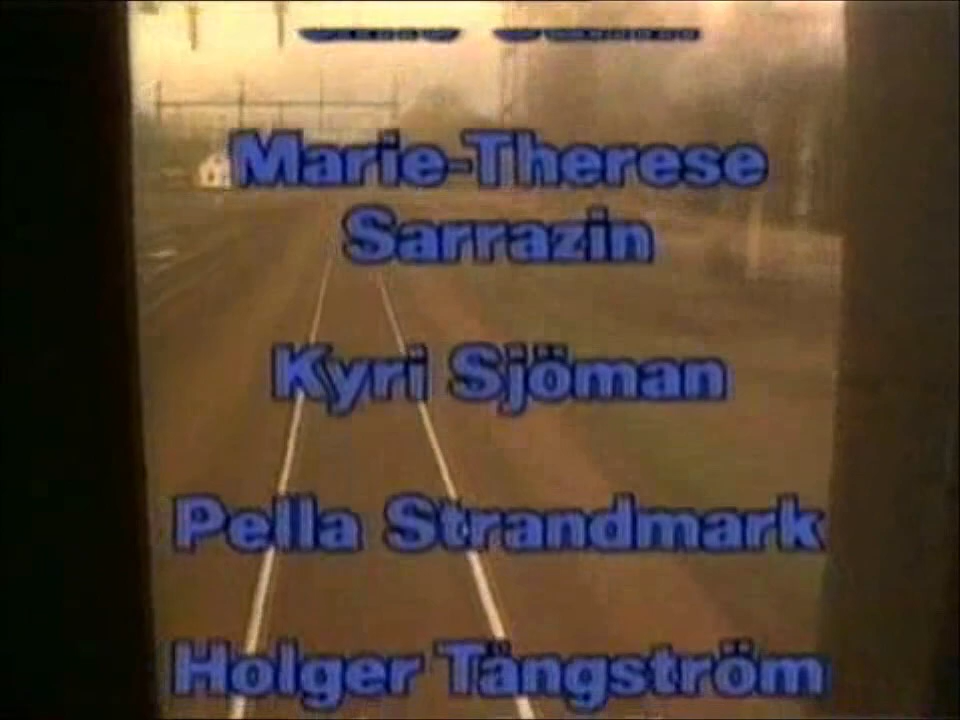 Marie-Therese
Sarrazin
Kyri Sjöman
Pella Strandmark
Holger Tängström